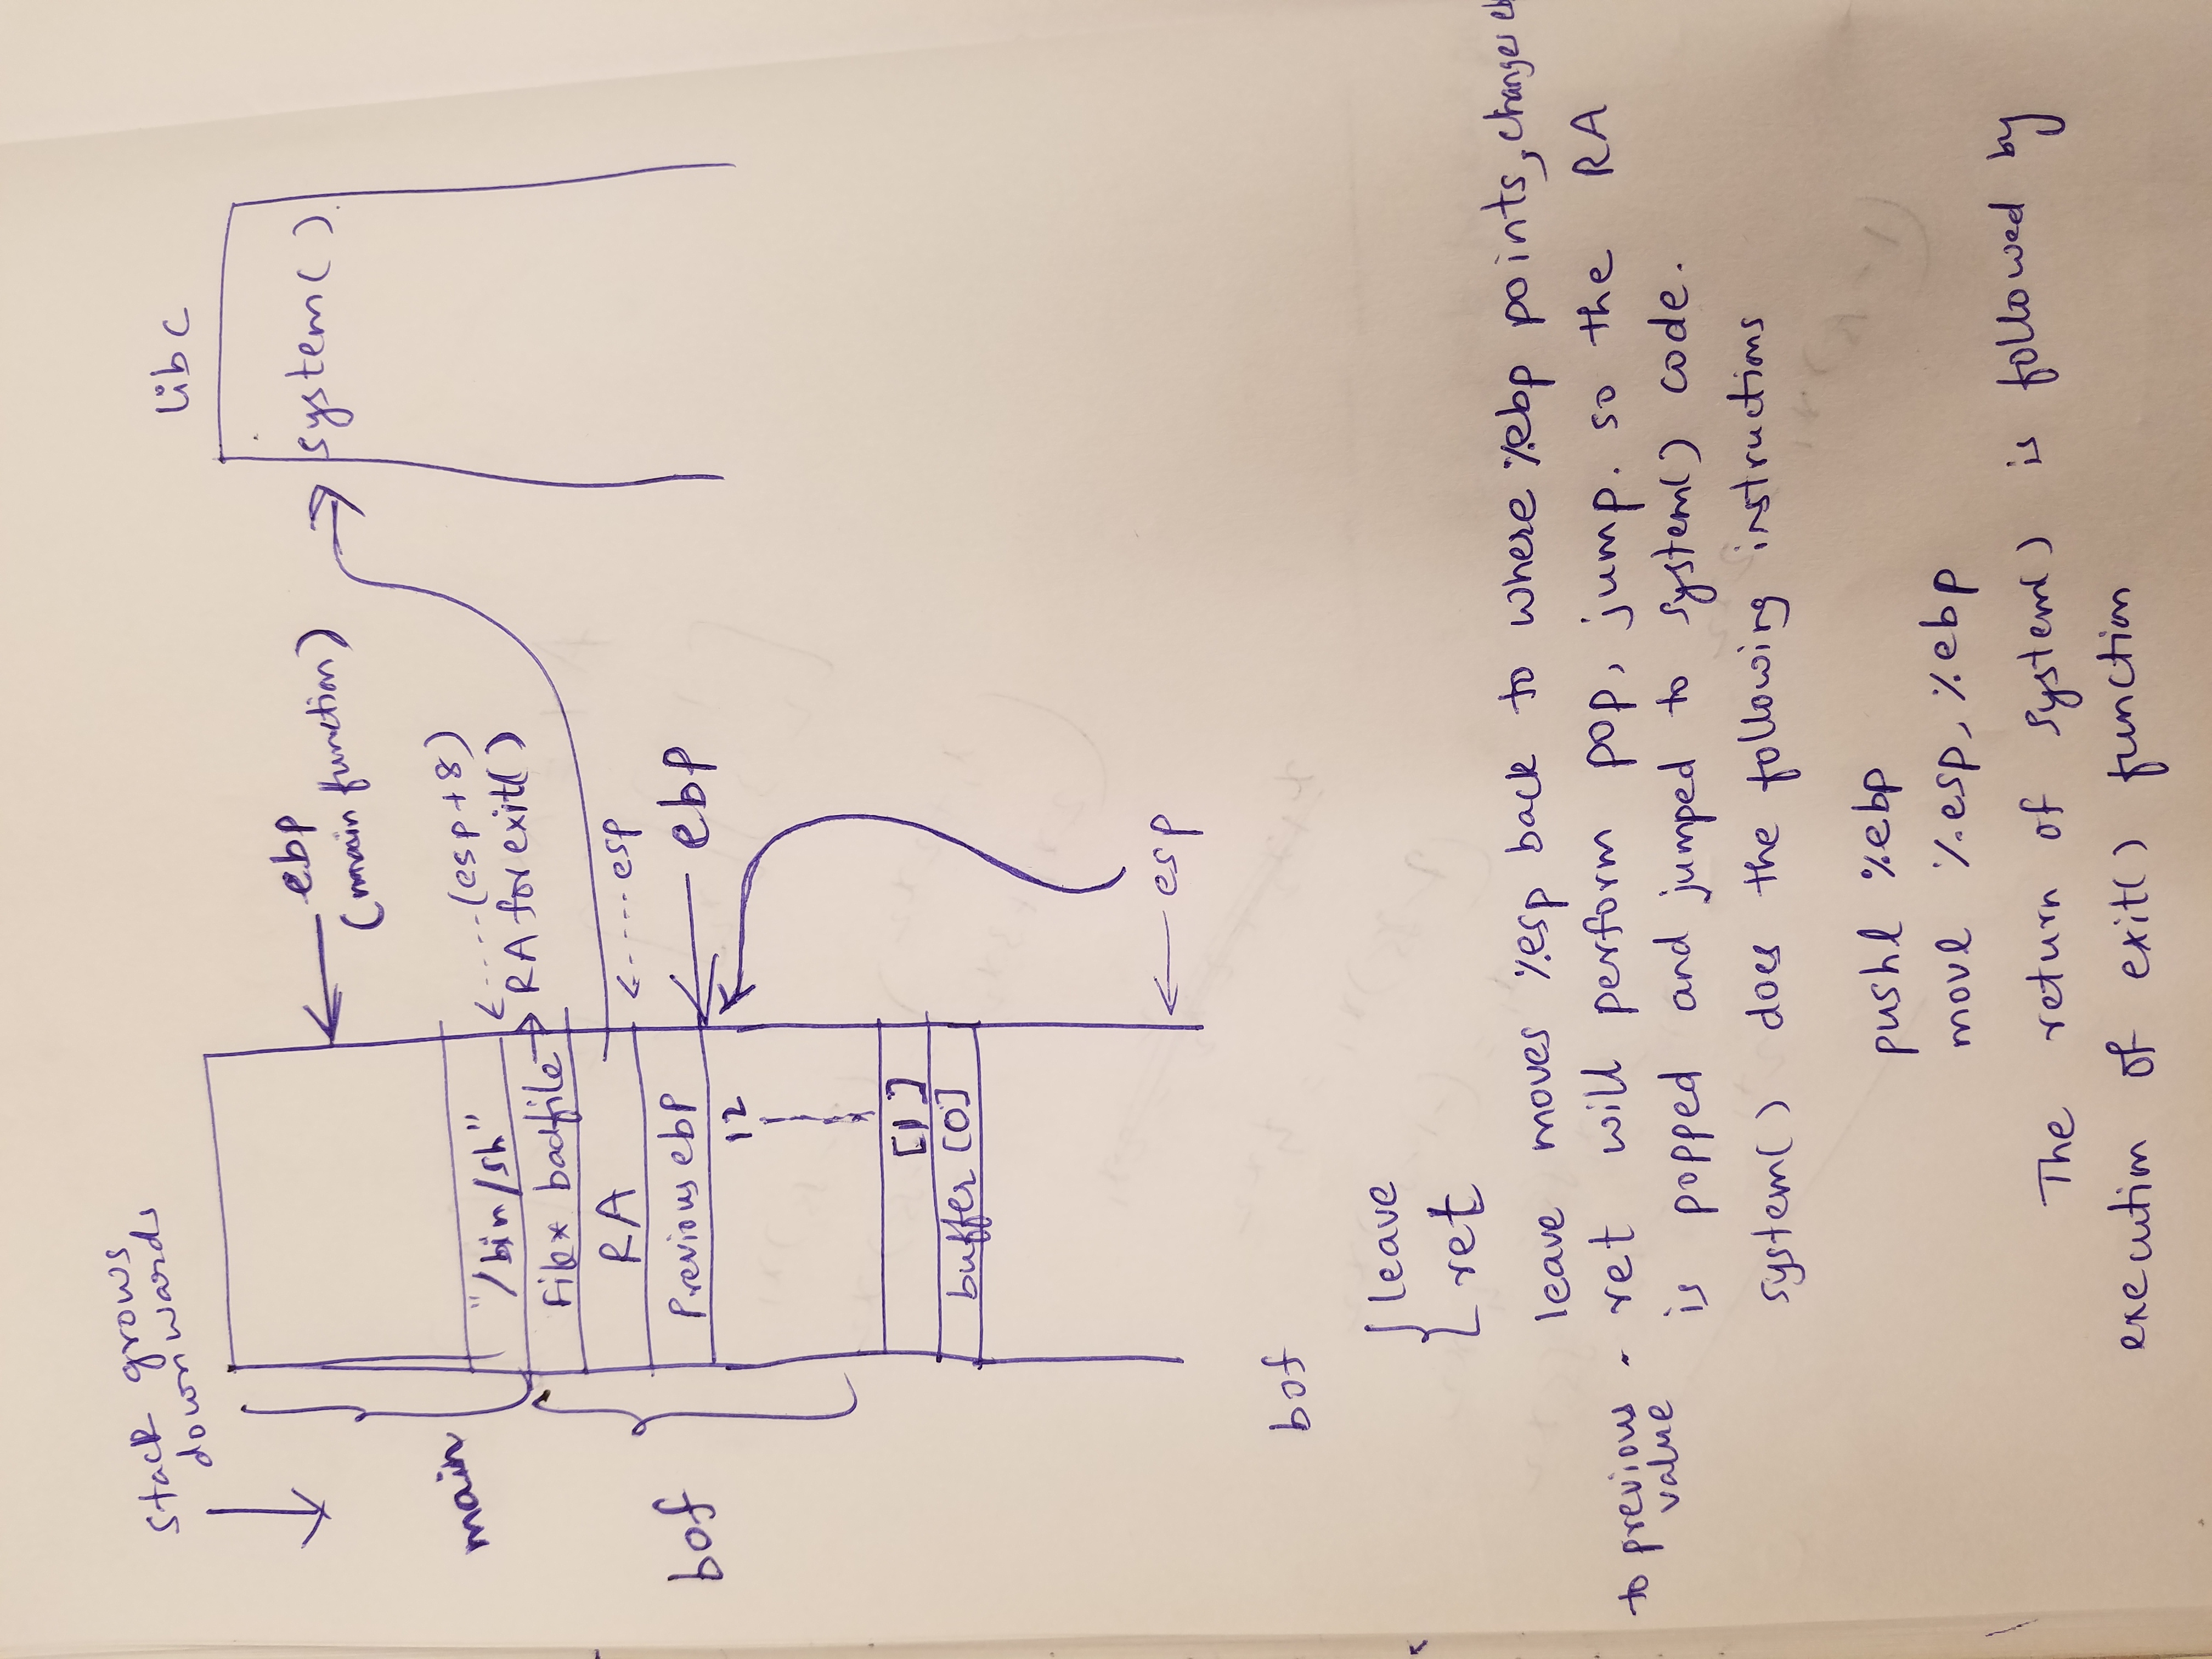 stack grows
downwards
libc
ebp
(main function)
system( )
main
"/bin/sh"
(esp+8)
RA for exit( )
File* badfile
RA
esp
bof
Previous ebp
ebp
12
[1]
buffer [0]
esp
bof
leave
ret
leave moves %esp back to where %ebp points, changes eb
to previous value . ret will perform pop, jump. so the RA
is popped and jumped to system( ) code.
system( ) does the following instructions
pushl %ebp
movl %esp, %ebp
The return of system( ) is followed by
execution of exit( ) function